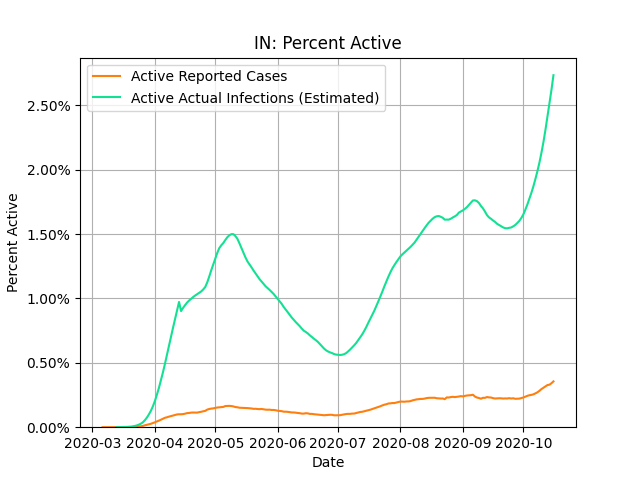 IN: Percent Active
Active Reported Cases
Active Actual Infections (Estimated)
2.50%
2.00%
1.50%
1.00%
0.50%
0.00%
Percent Active
2020-03 2020-04 2020-05 2020-06 2020-07 2020-08 2020-09 2020-10
Date